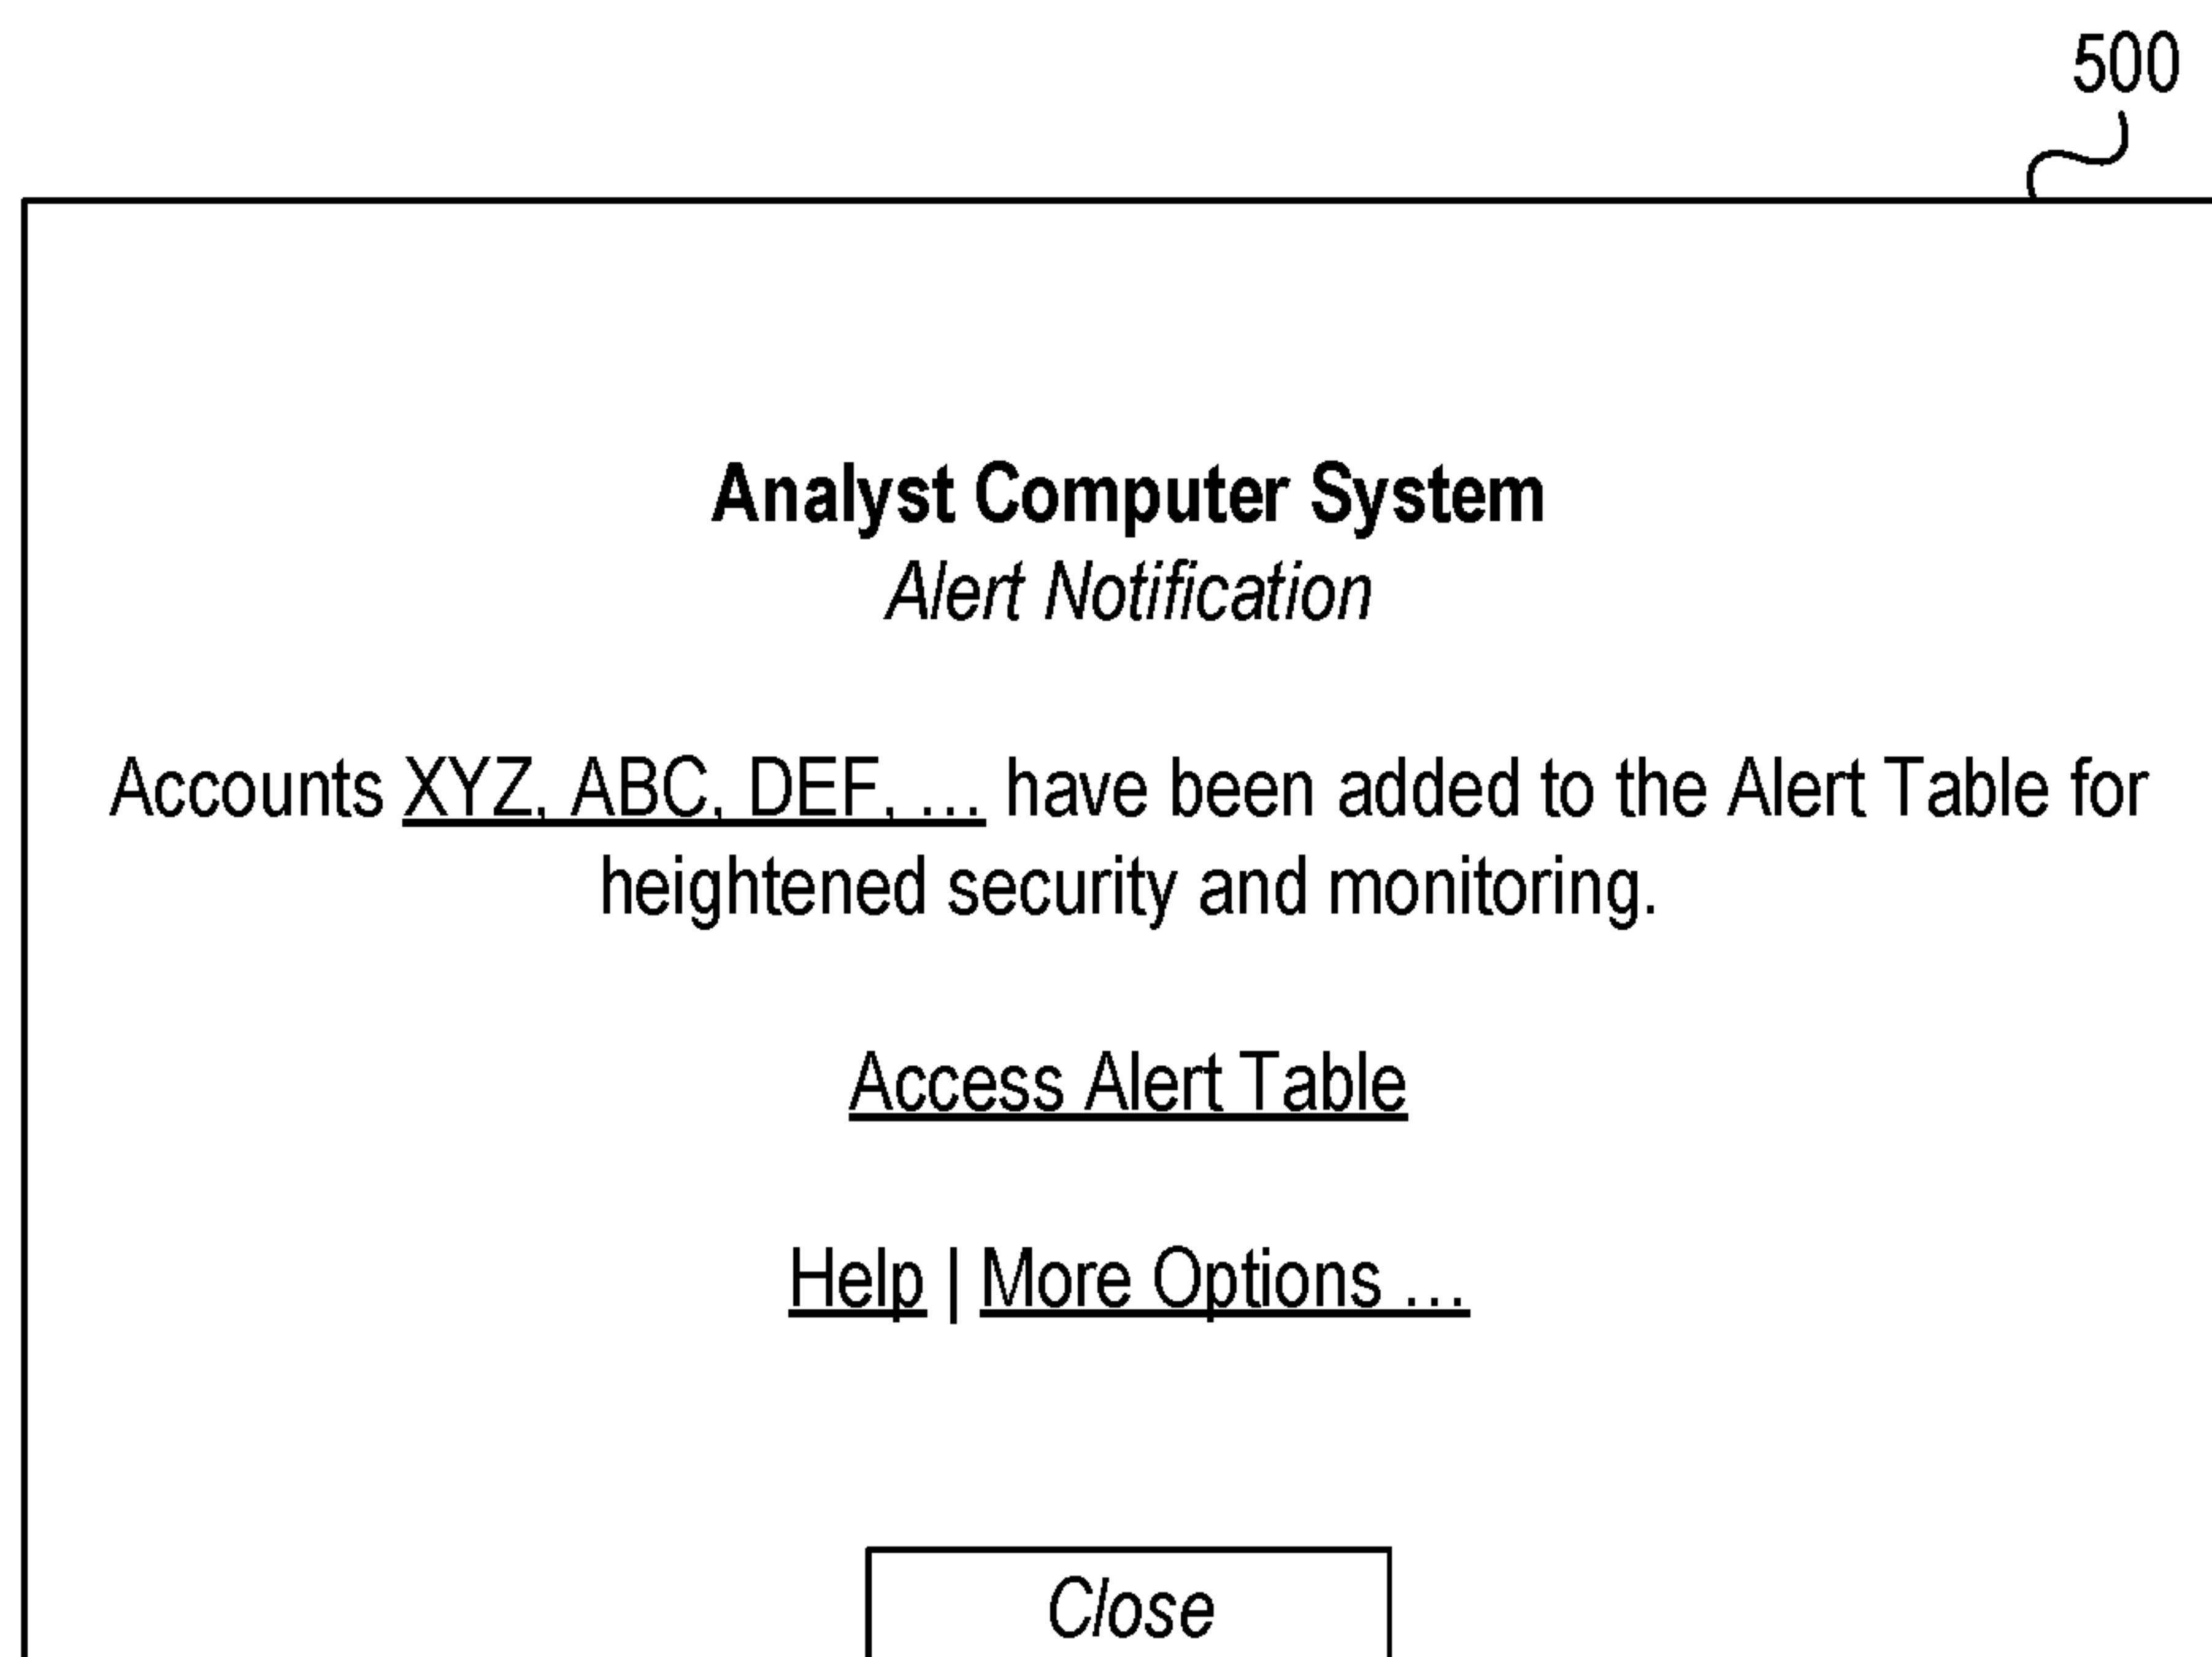 500
Analyst Computer System
Alert Notification
Accounts XYZ, ABC, DEF, ... have been added to the Alert Table for
heightened security and monitoring.
Access Alert Table
Help | More Options ...
Close